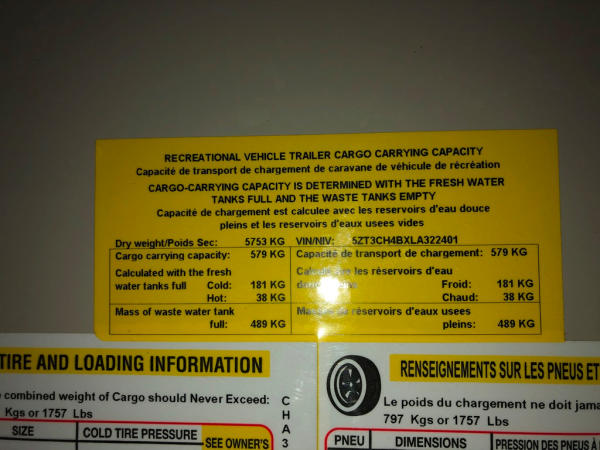 RECREATIONAL VEHICLE TRAILER CARGO CARRYING CAPACITY
Capacité de transport de chargement de caravane de véhicule de rècrèation
CARGO-CARRYING CAPACITY IS DETERMINED WITH THE FRESH WATER
TANKS FULL AND THE WASTE TANKS EMPTY
Capacité de chargement est calculee avec les reservoirs d'eau douce
pleins et les reservoirs d'eaux usees vides
Dry weight/Poids Sec: 5753 KG VIN/NIV: 5ZT3CH4BXLA322401
Cargo carrying capacity: 579 KG Capacité de transport de chargement: 579 KG
Calculated with the fresh les rèservoirs d'eau
water tanks full Cold: 181 KG Froid: 181 KG
Hot: 38 KG Chaud: 38 KG
Mass of waste water tank rèservoirs d'eaux usees
full: 489 KG pleins: 489 KG
TIRE AND LOADING INFORMATION RENSEIGNEMENTS SUR LES PNEUS ET
combined weight of Cargo should Never Exceed: Le poids du chargement ne doit jama
Kgs or 1757 Lbs 797 Kgs or 1757 Lbs
SIZE COLD TIRE PRESSURE SEE OWNER'S PNEU DIMENSIONS PRESSION DES PNEUS À
C
H
A
3